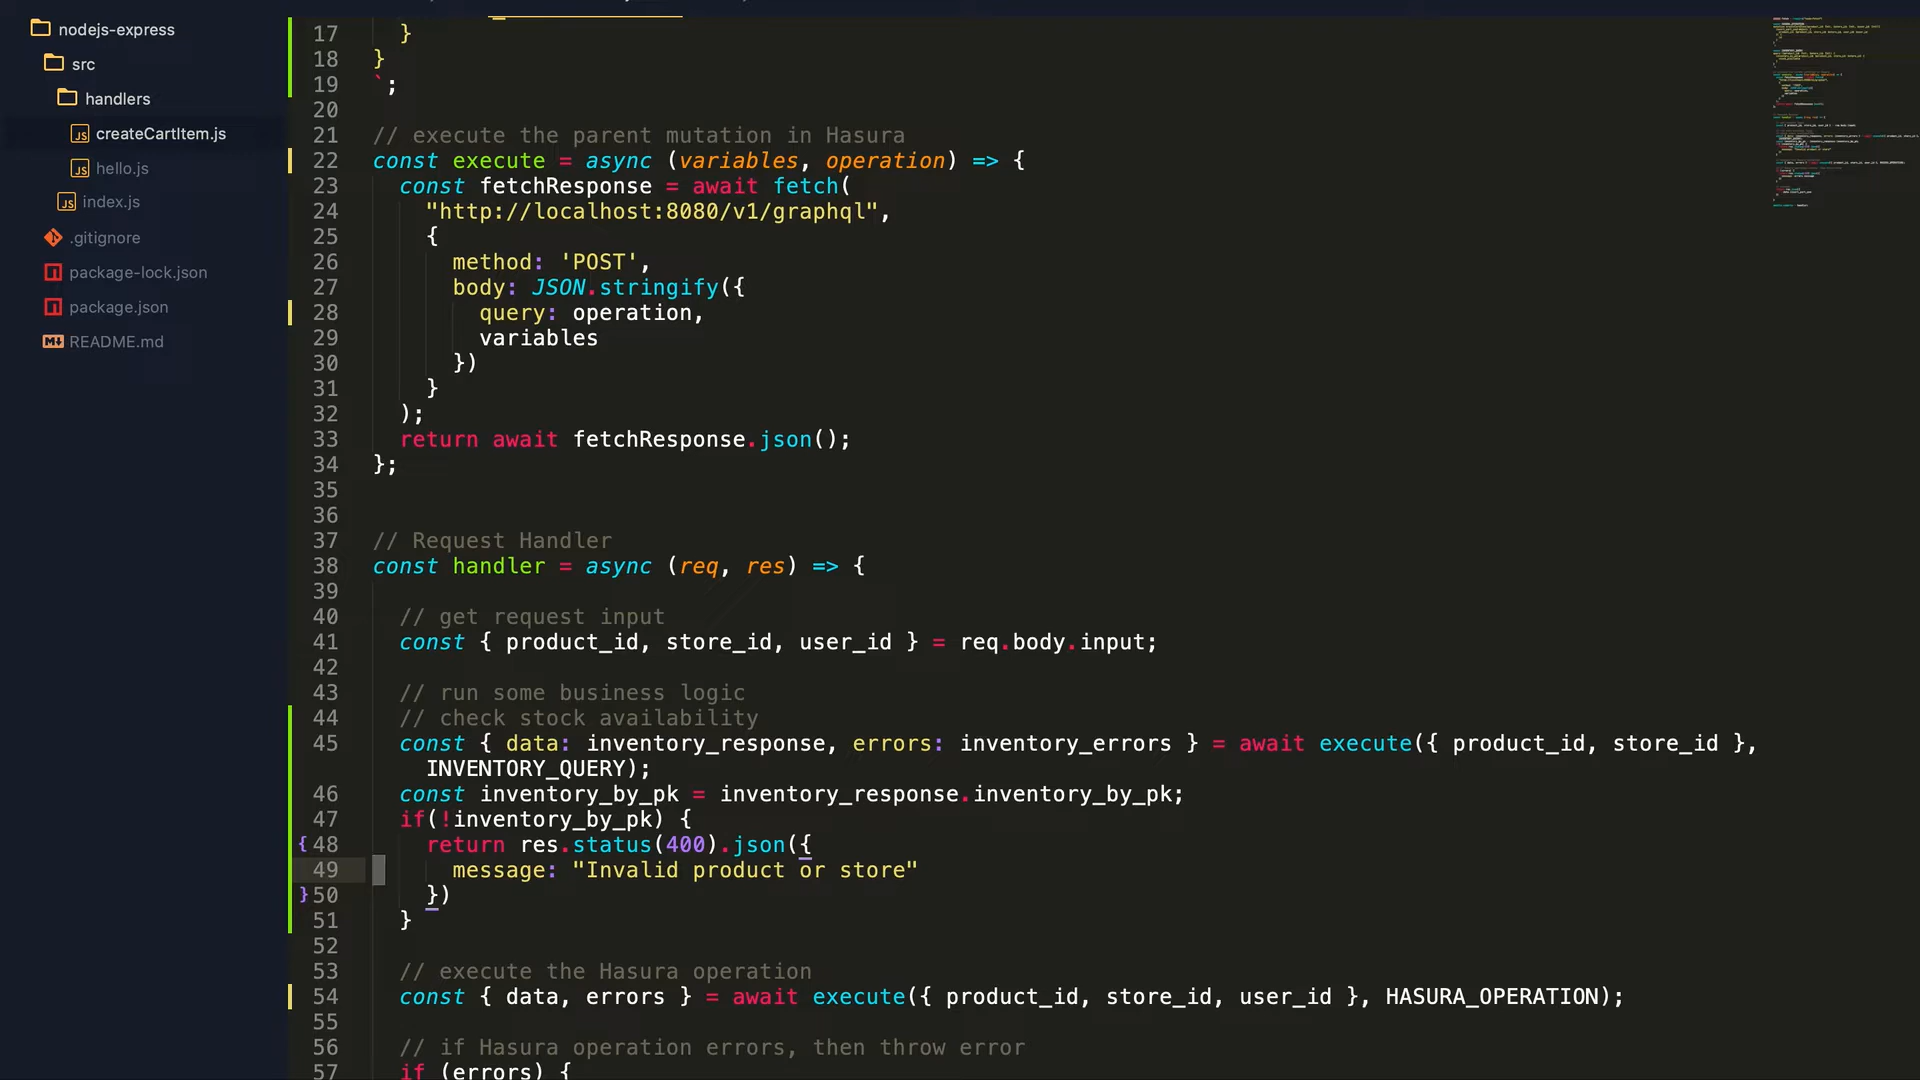 nodejs-express
src
handlers
createCartItem.js
hello.js
index.js
.gitignore
package-lock.json
package.json
README.md
17 }
18 }
19 `;
20
21 // execute the parent mutation in Hasura
22 const execute = async (variables, operation) => {
23 const fetchResponse = await fetch(
24 "http://localhost:8080/v1/graphql",
25 {
26 method: 'POST',
27 body: JSON.stringify({
28 query: operation,
29 variables
30 })
31 }
32 );
33 return await fetchResponse.json();
34 };
35
36
37 // Request Handler
38 const handler = async (req, res) => {
39
40 // get request input
41 const { product_id, store_id, user_id } = req.body.input;
42
43 // run some business logic
44 // check stock availability
45 const { data: inventory_response, errors: inventory_errors } = await execute({ product_id, store_id },
INVENTORY_QUERY);
46 const inventory_by_pk = inventory_response.inventory_by_pk;
47 if(!inventory_by_pk) {
{ 48 return res.status(400).json({
49 message: "Invalid product or store"
} 50 })
51 }
52
53 // execute the Hasura operation
54 const { data, errors } = await execute({ product_id, store_id, user_id }, HASURA_OPERATION);
55
56 // if Hasura operation errors, then throw error
57 if (errors) {